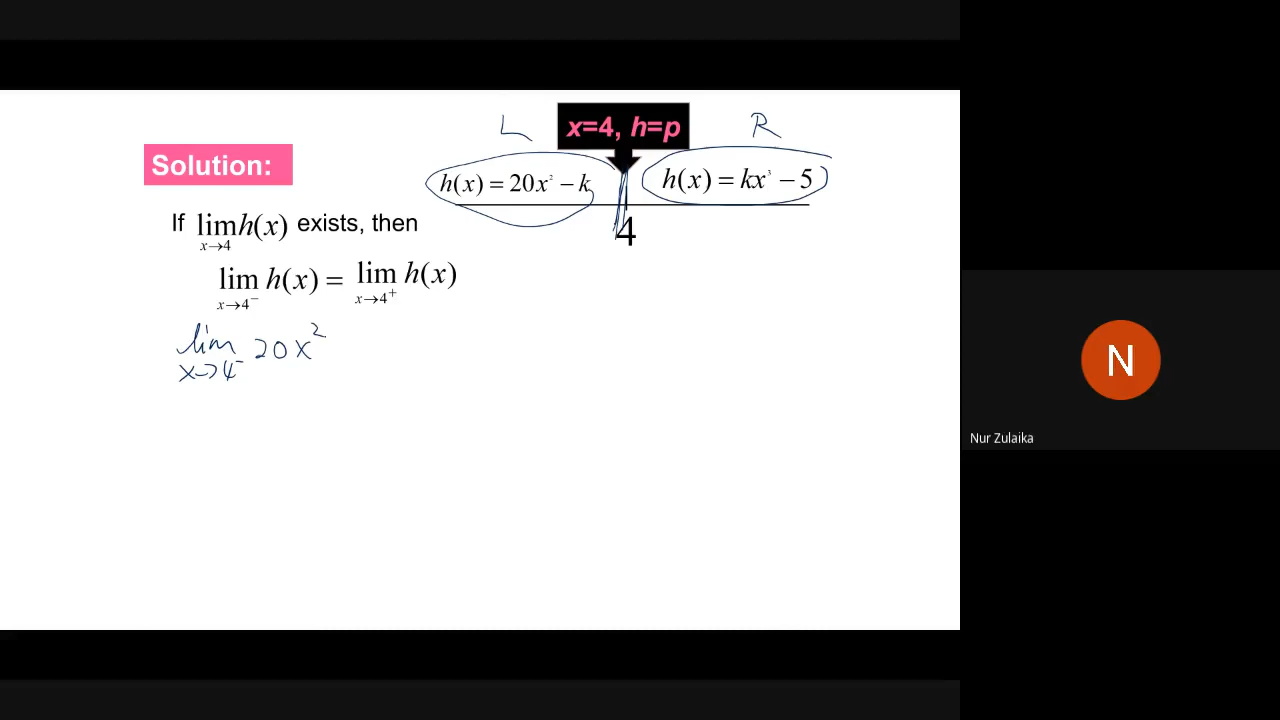 L
x=4, h=p
R
Solution:
h(x) = 20x² − k
h(x) = kx³ − 5
4
If lim h(x) exists, then
x→4
lim h(x) = lim h(x)
x→4⁻ x→4⁺
lim 20x²
x→4⁻
N
Nur Zulaika